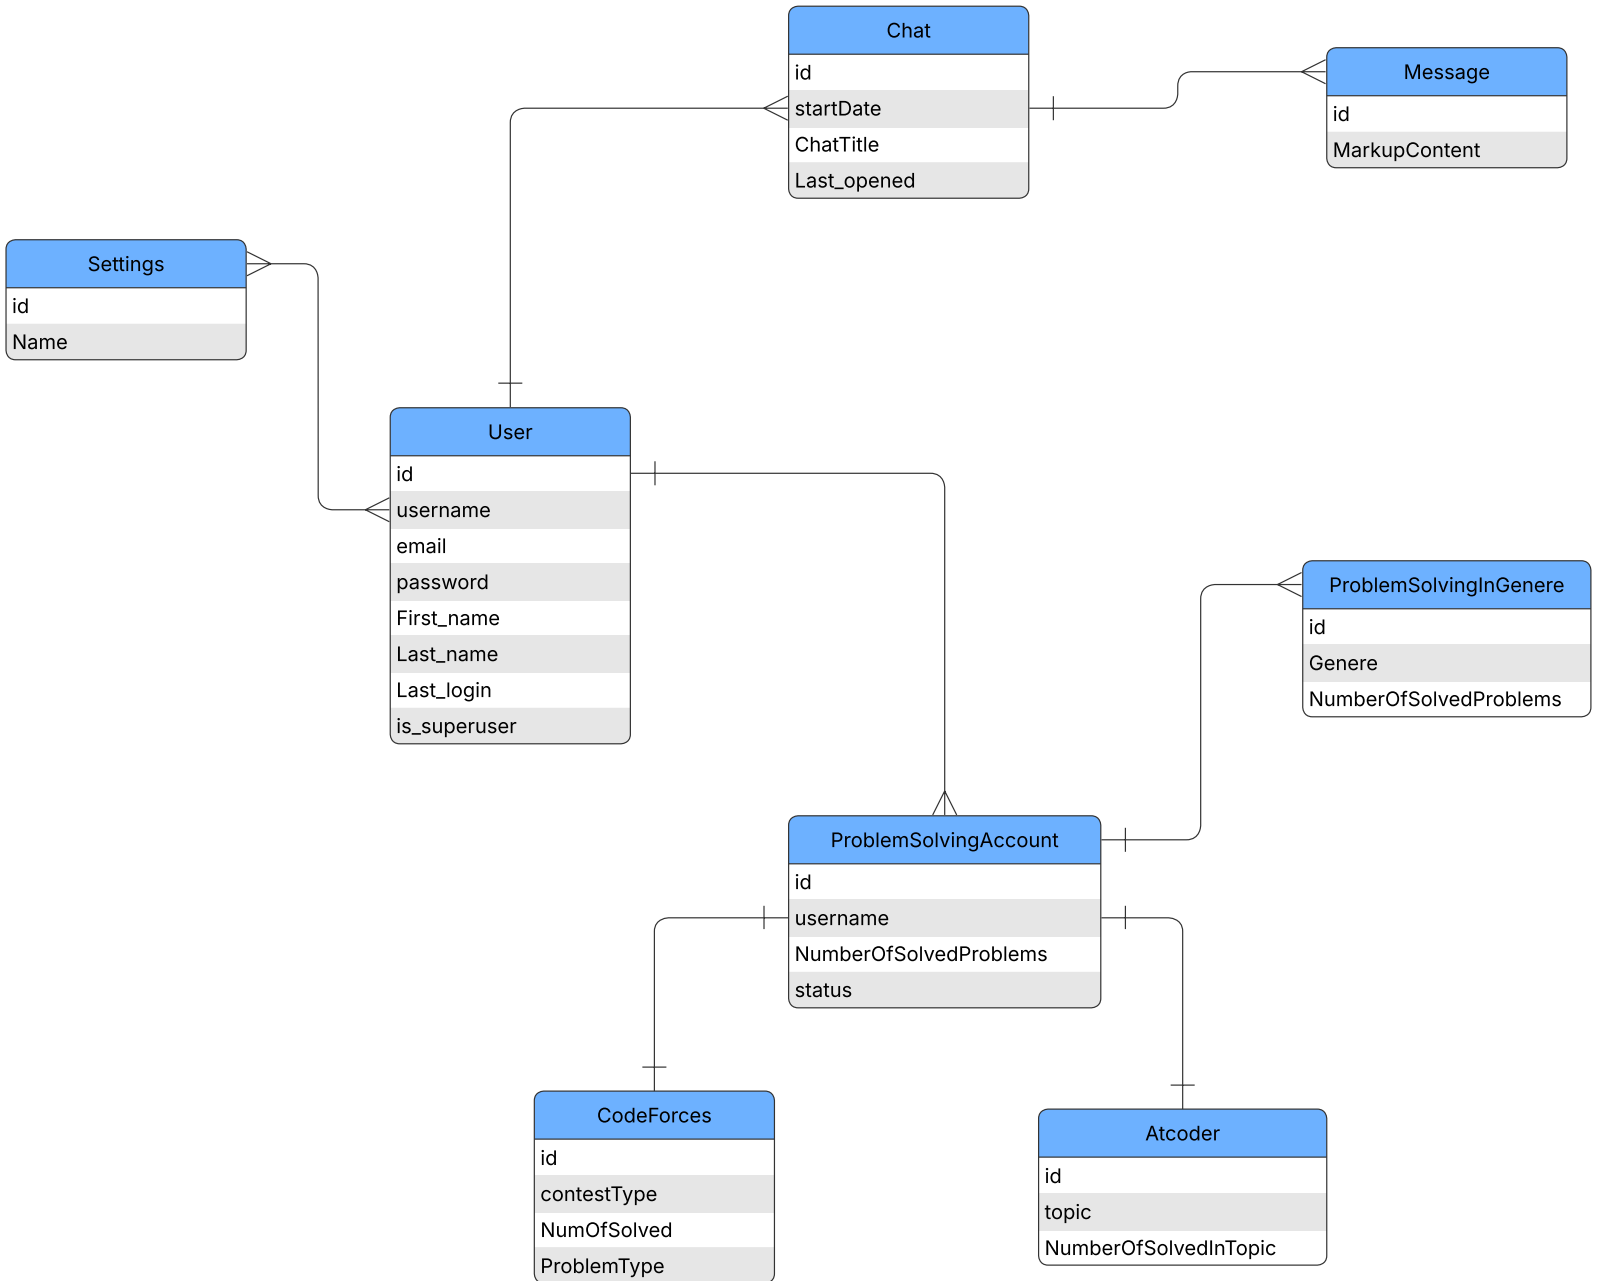 Chat
id
startDate
ChatTitle
Last_opened
Message
id
MarkupContent
Settings
id
Name
User
id
username
email
password
First_name
Last_name
Last_login
is_superuser
ProblemSolvingInGenere
id
Genere
NumberOfSolvedProblems
ProblemSolvingAccount
id
username
NumberOfSolvedProblems
status
CodeForces
id
contestType
NumOfSolved
ProblemType
Atcoder
id
topic
NumberOfSolvedInTopic